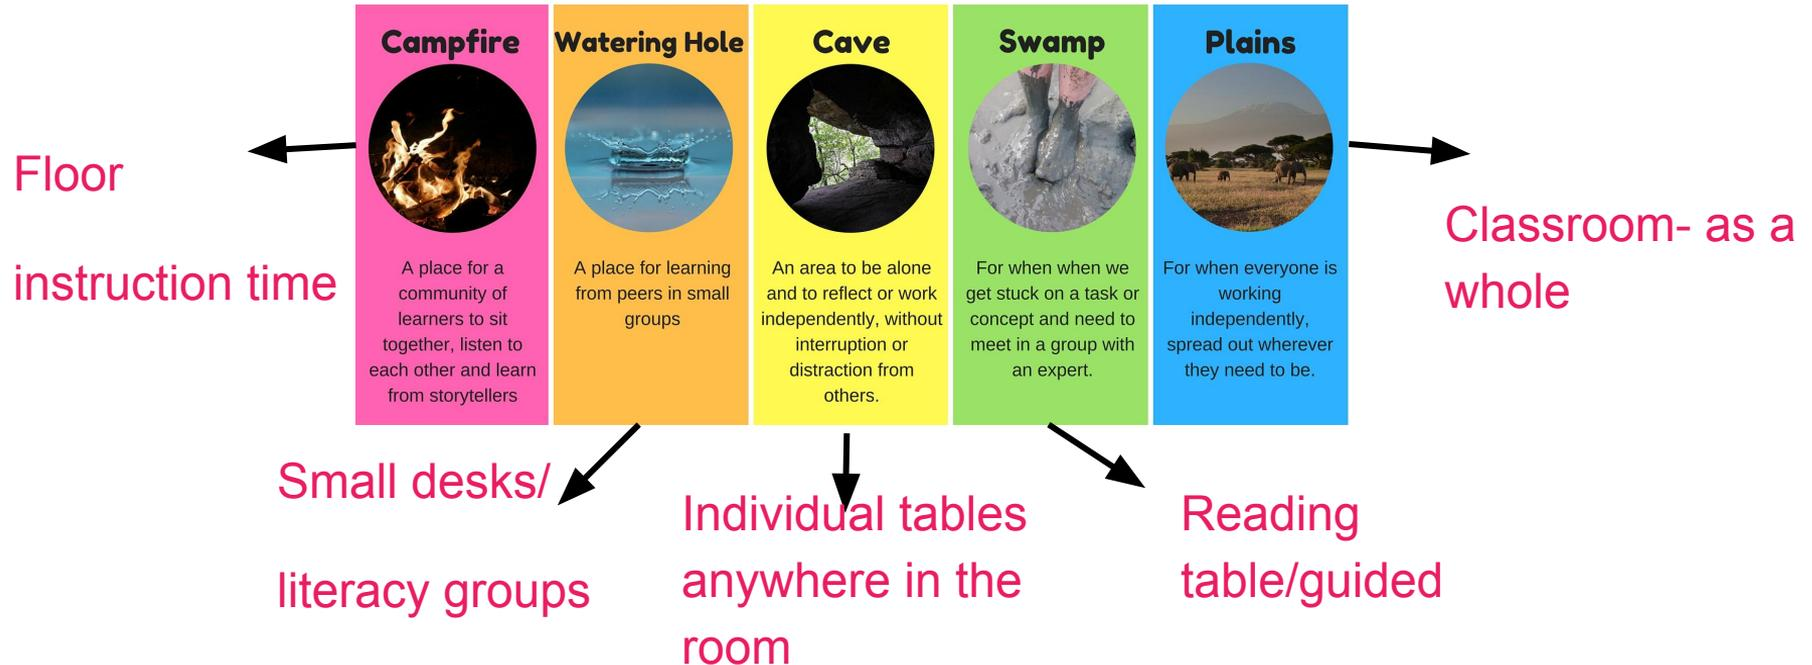 Campfire
A place for a
community of
learners to sit
together, listen to
each other and learn
from storytellers
Watering Hole
A place for learning
from peers in small
groups
Cave
An area to be alone
and to reflect or work
independently, without
interruption or
distraction from
others.
Swamp
For when when we
get stuck on a task or
concept and need to
meet in a group with
an expert.
Plains
For when everyone is
working
independently,
spread out wherever
they need to be.
Floor
instruction time
Small desks/
literacy groups
Individual tables
anywhere in the
room
Reading
table/guided
Classroom- as a
whole